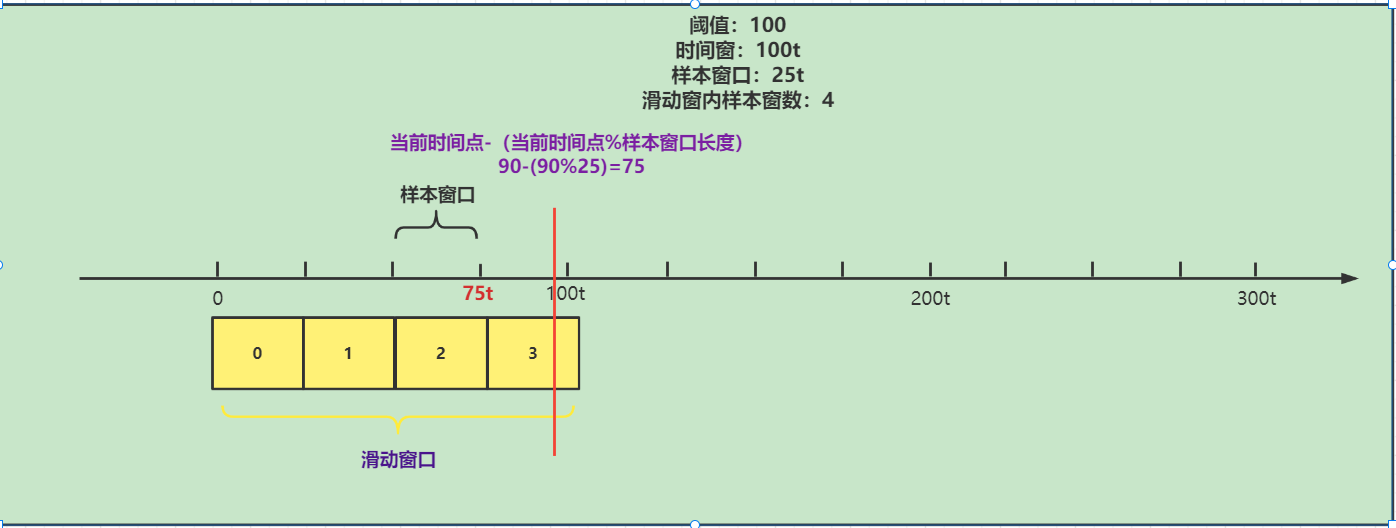 阈值：100
时间窗：100t
样本窗口：25t
滑动窗内样本窗数：4
当前时间点-（当前时间点%样本窗口长度）
90-(90%25)=75
样本窗口
0
75t
100t
200t
300t
0
1
2
3
滑动窗口